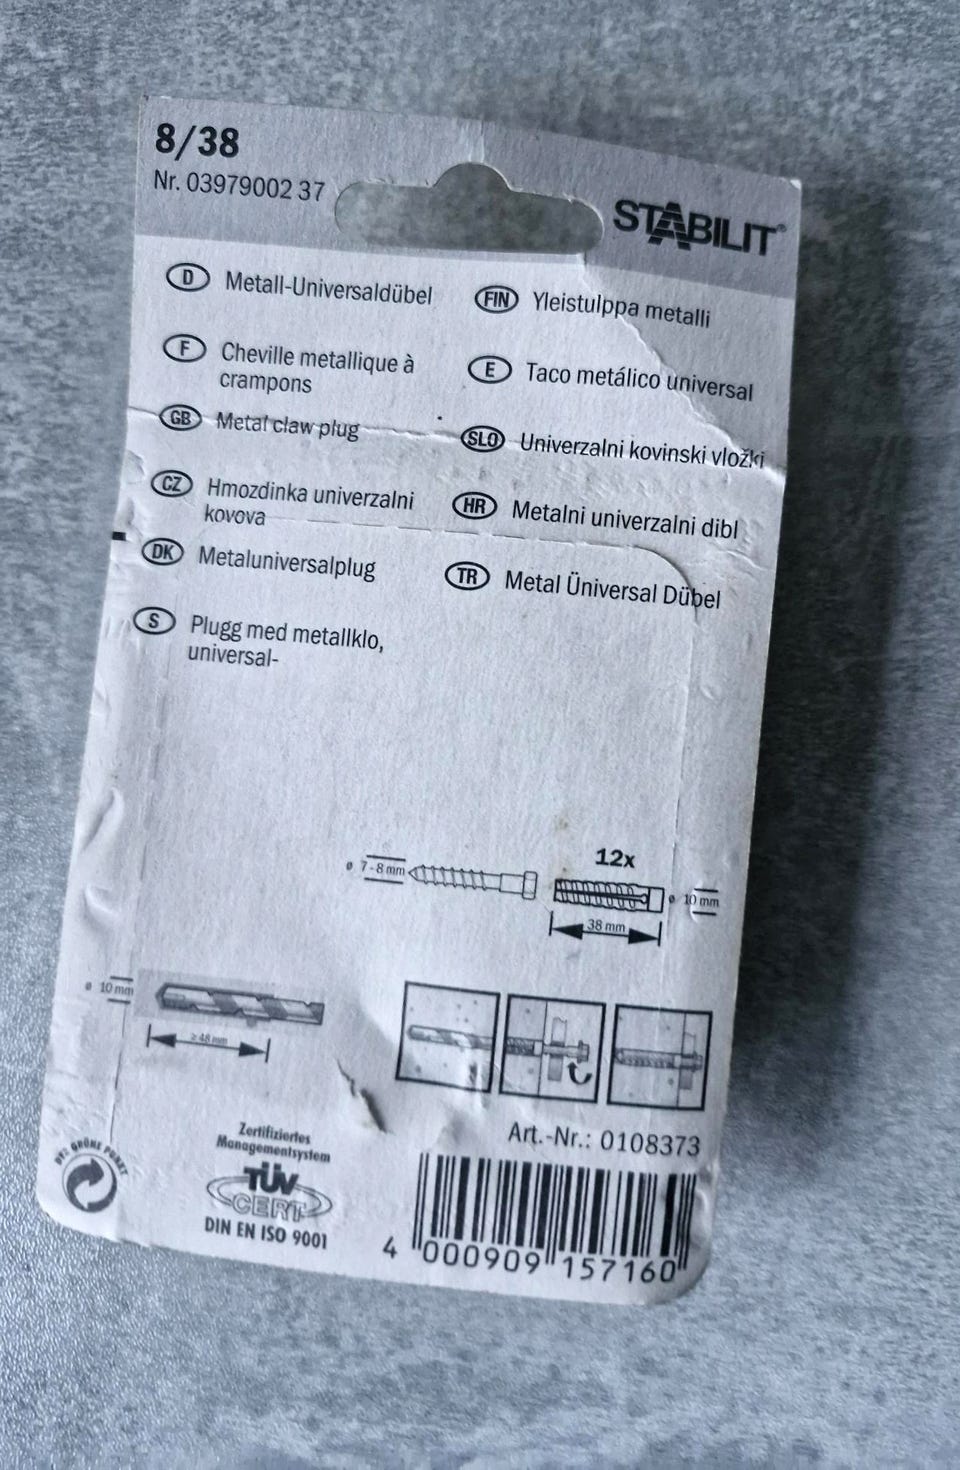 8/38
Nr. 03979002 37
STABILIT®
D Metall-Universaldübel
F Cheville metallique à
crampons
GB Metal claw plug
CZ Hmozdinka univerzalni
kovova
DK Metaluniversalplug
S Plugg med metallklo,
universal-
FIN Yleistulppa metalli
E Taco metálico universal
SLO Univerzalni kovinski vložki
HR Metalni univerzalni dibl
TR Metal Üniversal Dübel
12x
ø 7-8 mm
ø 10 mm
38 mm
ø 10 mm
≥ 48 mm
Art.-Nr.: 0108373
DER GRÜNE PUNKT
Zertifiziertes
Managementsystem
TÜV
CERT
DIN EN ISO 9001
4 000909 157160